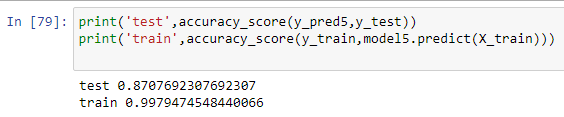 In [79]: print('test',accuracy_score(y_pred5,y_test))
print('train',accuracy_score(y_train,model5.predict(X_train)))
test 0.8707692307692307
train 0.9979474548440066